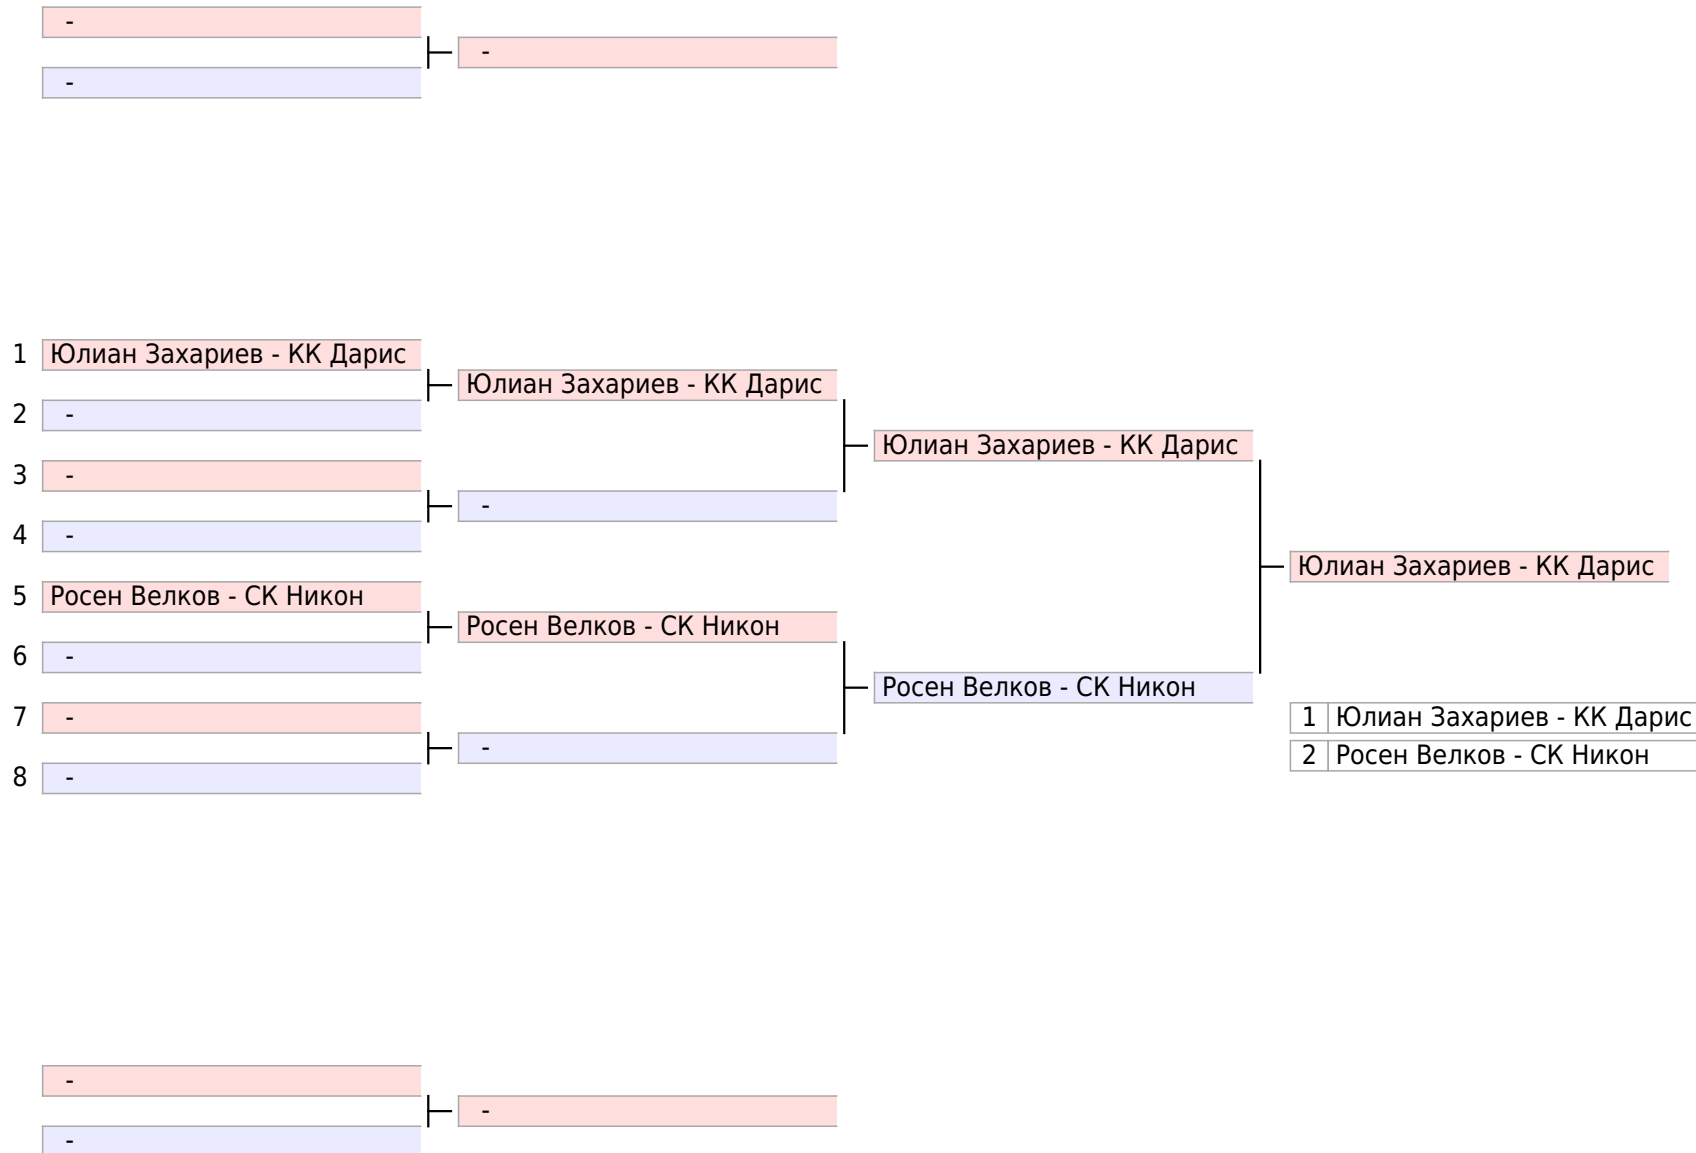 -
-
-
1 Юлиан Захариев - КК Дарис
Юлиан Захариев - КК Дарис
2 -
Юлиан Захариев - КК Дарис
3 -
-
4 -
Юлиан Захариев - КК Дарис
5 Росен Велков - СК Никон
Росен Велков - СК Никон
6 -
Росен Велков - СК Никон
7 -
1 Юлиан Захариев - КК Дарис
-
2 Росен Велков - СК Никон
8 -
-
-
-